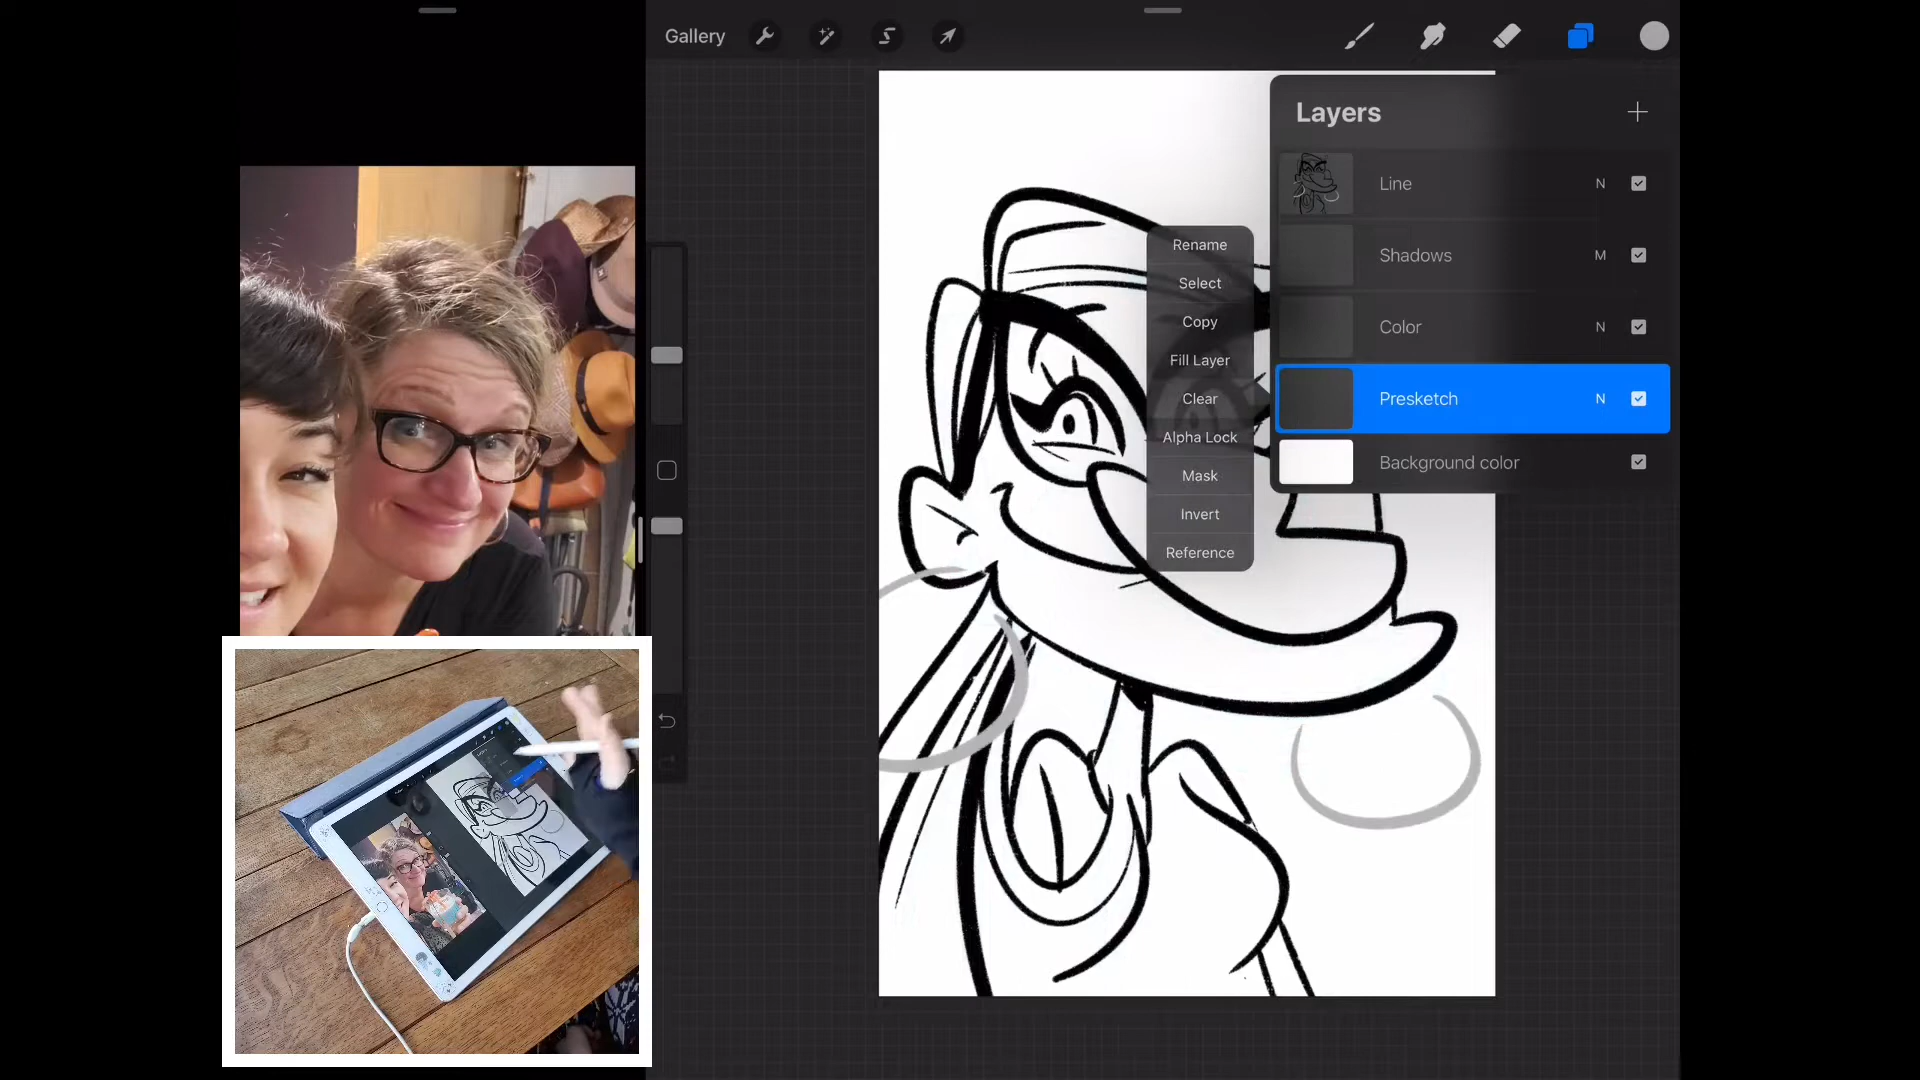 Gallery
Layers
Line N
Shadows M
Color N
Presketch N
Background color
Rename
Select
Copy
Fill Layer
Clear
Alpha Lock
Mask
Invert
Reference